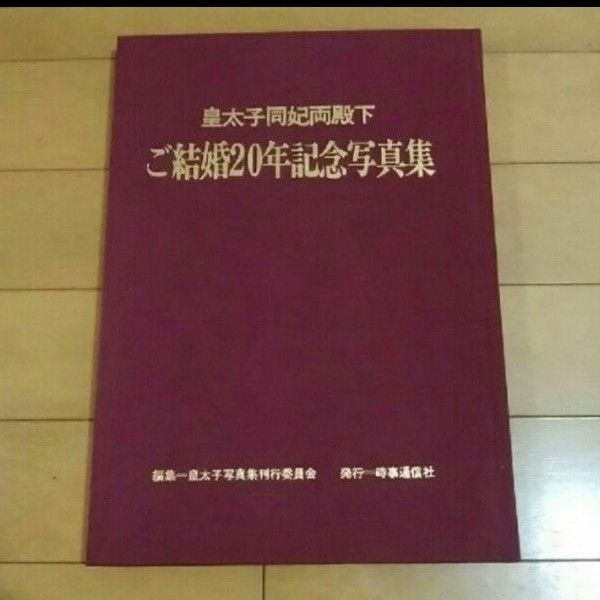 皇太子同妃両殿下
ご結婚20年記念写真集
編集＝皇太子写真集刊行委員会　発行＝時事通信社